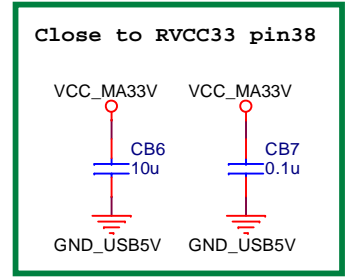 Close to RVCC33 pin38
VCC_MA33V VCC_MA33V
CB6 CB7
10u 0.1u
GND_USB5V GND_USB5V